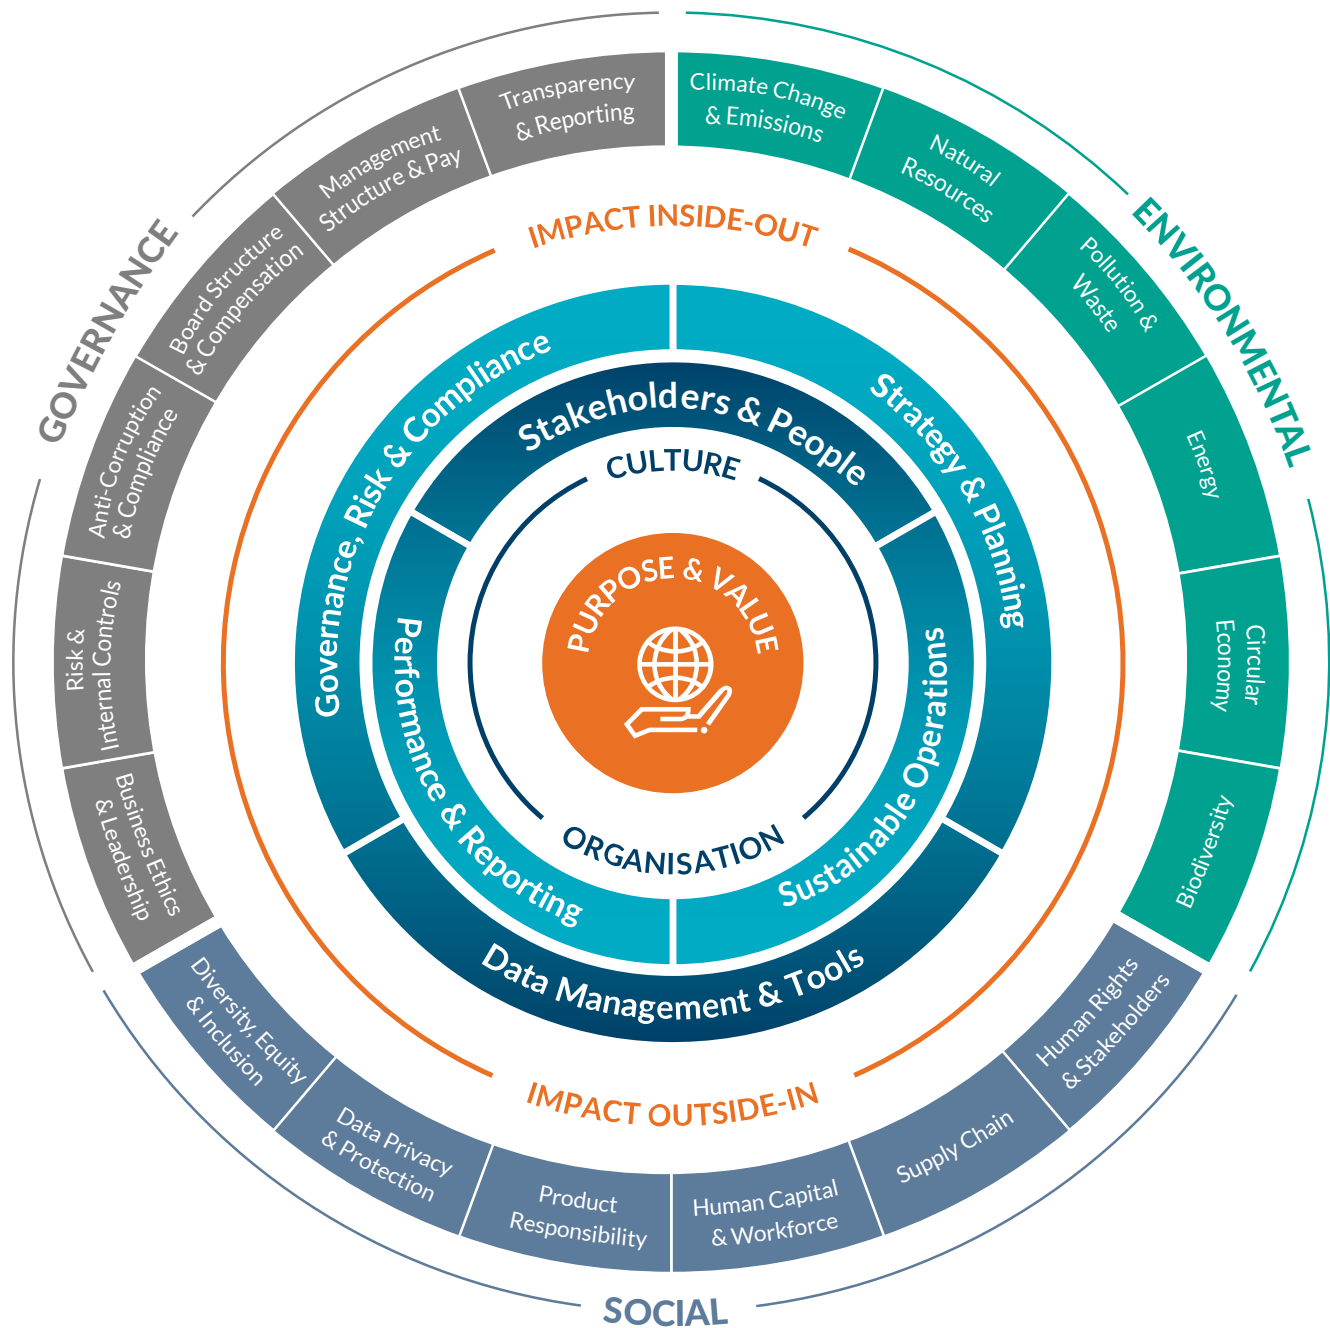 GOVERNANCE
ENVIRONMENTAL
SOCIAL
Climate Change
& Emissions
Natural
Resources
Pollution &
Waste
Energy
Circular
Economy
Biodiversity
Human Rights
& Stakeholders
Supply Chain
Human Capital
& Workforce
Product
Responsibility
Data Privacy
& Protection
Diversity, Equity
& Inclusion
Business Ethics
& Leadership
Risk &
Internal Controls
Anti-Corruption
& Compliance
Board Structure
& Compensation
Management
Structure & Pay
Transparency
& Reporting
IMPACT INSIDE-OUT
IMPACT OUTSIDE-IN
Governance, Risk & Compliance
Strategy & Planning
Data Management & Tools
Stakeholders & People
Sustainable Operations
Performance & Reporting
CULTURE
ORGANISATION
PURPOSE & VALUE